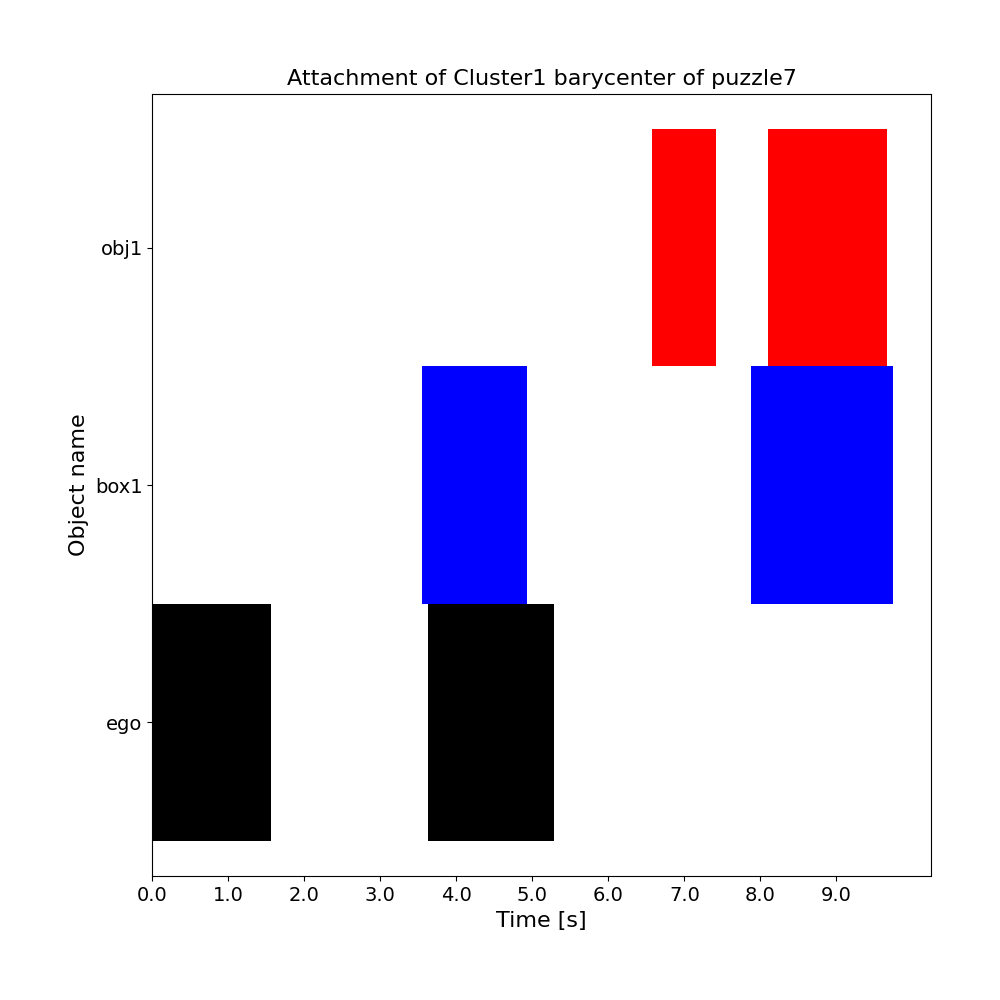 Attachment of Cluster1 barycenter of puzzle7
obj1
box1
ego
Object name
0.0 1.0 2.0 3.0 4.0 5.0 6.0 7.0 8.0 9.0
Time [s]